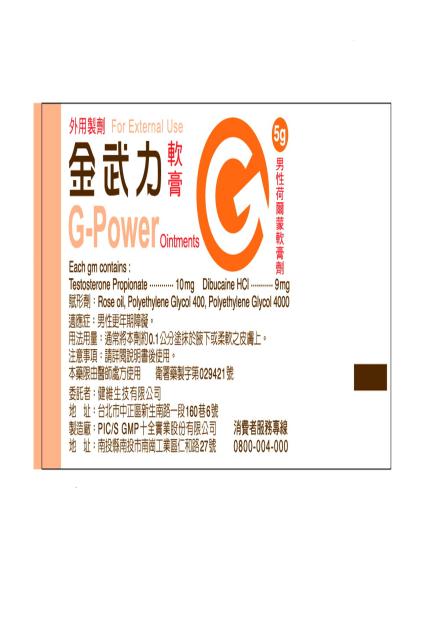 外用製劑 For External Use
金武力軟膏
G-Power Ointments
5g
男性荷爾蒙軟膏劑
Each gm contains :
Testosterone Propionate ············ 10mg Dibucaine HCl ··········· 9mg
賦形劑：Rose oil, Polyethylene Glycol 400, Polyethylene Glycol 4000
適應症：男性更年期障礙。
用法用量：通常將本劑約0.1公分塗抹於腋下或柔軟之皮膚上。
注意事項：請詳閱說明書後使用。
本藥限由醫師處方使用 衛署藥製字第029421號
委託者：健維生技有限公司
地 址：台北市中正區新生南路一段160巷6號
製造廠：PIC/S GMP十全實業股份有限公司 消費者服務專線
地 址：南投縣南投市南崗工業區仁和路27號 0800-004-000